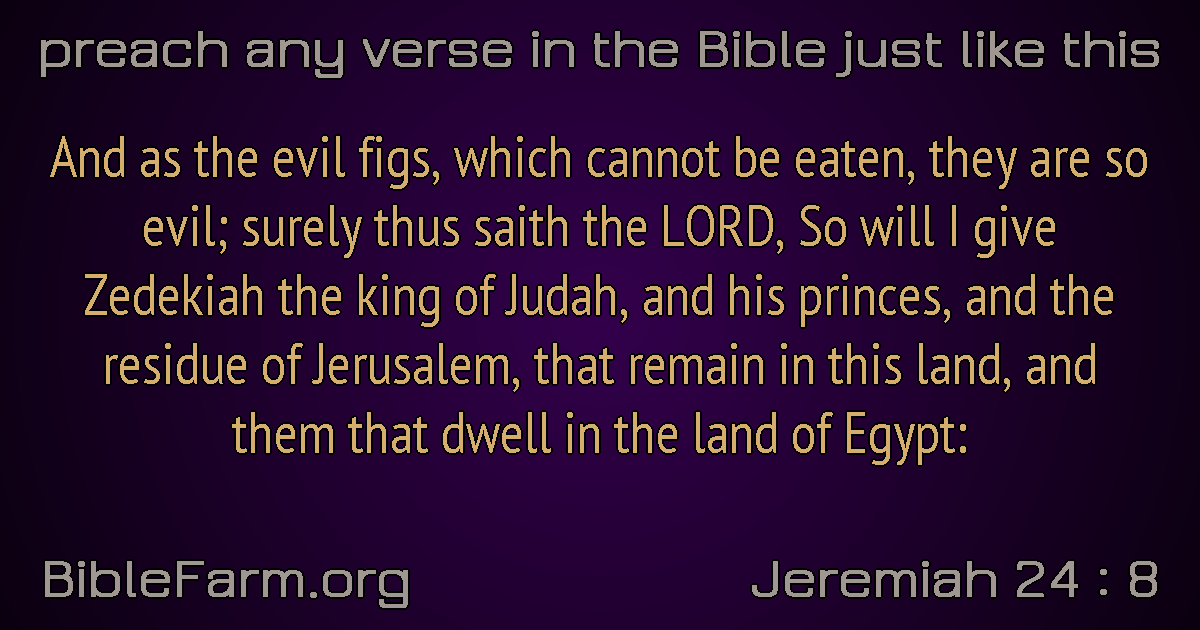 preach any verse in the Bible just like this
And as the evil figs, which cannot be eaten, they are so
evil; surely thus saith the LORD, So will I give
Zedekiah the king of Judah, and his princes, and the
residue of Jerusalem, that remain in this land, and
them that dwell in the land of Egypt:
BibleFarm.org
Jeremiah 24 : 8